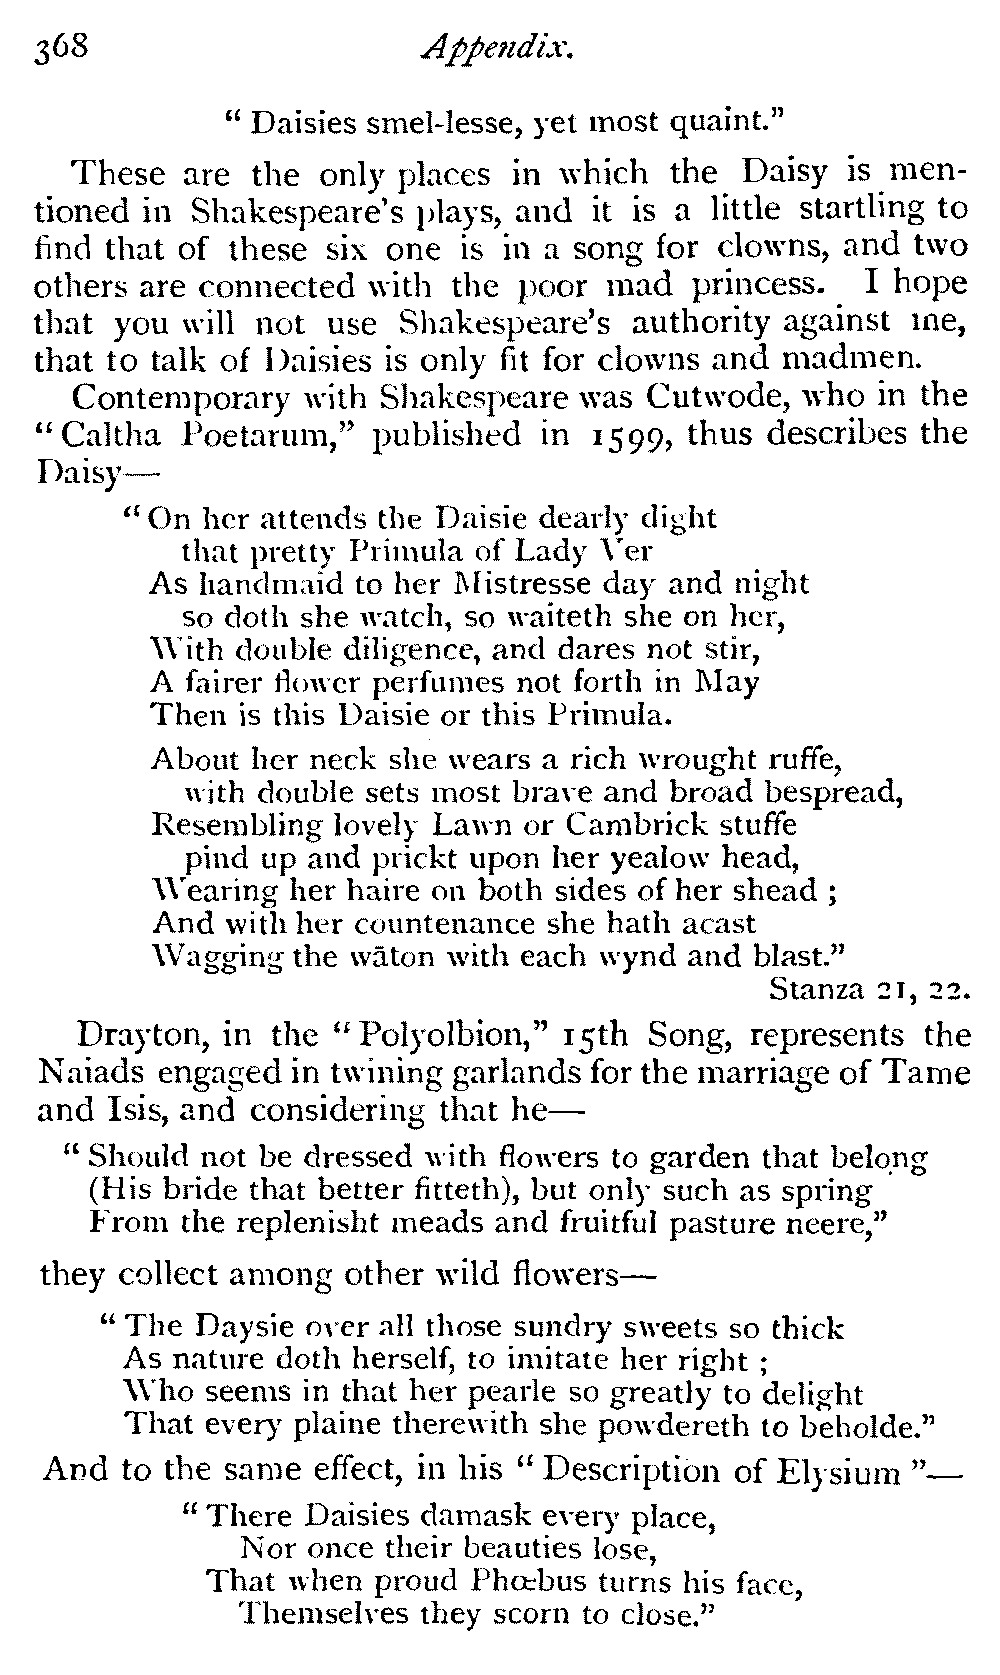 368 Appendix.
“ Daisies smel-lesse, yet most quaint.”
These are the only places in which the Daisy is men-
tioned in Shakespeare’s plays, and it is a little startling to
find that of these six one is in a song for clowns, and two
others are connected with the poor mad princess. I hope
that you will not use Shakespeare’s authority against me,
that to talk of Daisies is only fit for clowns and madmen.
Contemporary with Shakespeare was Cutwode, who in the
“ Caltha Poetarum,” published in 1599, thus describes the
Daisy—
“ On her attends the Daisie dearly dight
that pretty Primula of Lady Ver
As handmaid to her Mistresse day and night
so doth she watch, so waiteth she on her,
With double diligence, and dares not stir,
A fairer flower perfumes not forth in May
Then is this Daisie or this Primula.
About her neck she wears a rich wrought ruffe,
with double sets most brave and broad bespread,
Resembling lovely Lawn or Cambrick stuffe
pind up and prickt upon her yealow head,
Wearing her haire on both sides of her shead ;
And with her countenance she hath acast
Wagging the wāton with each wynd and blast.”
Stanza 21, 22.
Drayton, in the “ Polyolbion,” 15th Song, represents the
Naiads engaged in twining garlands for the marriage of Tame
and Isis, and considering that he—
“ Should not be dressed with flowers to garden that belong
(His bride that better fitteth), but only such as spring
From the replenisht meads and fruitful pasture neere,”
they collect among other wild flowers—
“ The Daysie over all those sundry sweets so thick
As nature doth herself, to imitate her right ;
Who seems in that her pearle so greatly to delight
That every plaine therewith she powdereth to beholde.”
And to the same effect, in his “ Description of Elysium ”—
“ There Daisies damask every place,
Nor once their beauties lose,
That when proud Phœbus turns his face,
Themselves they scorn to close.”